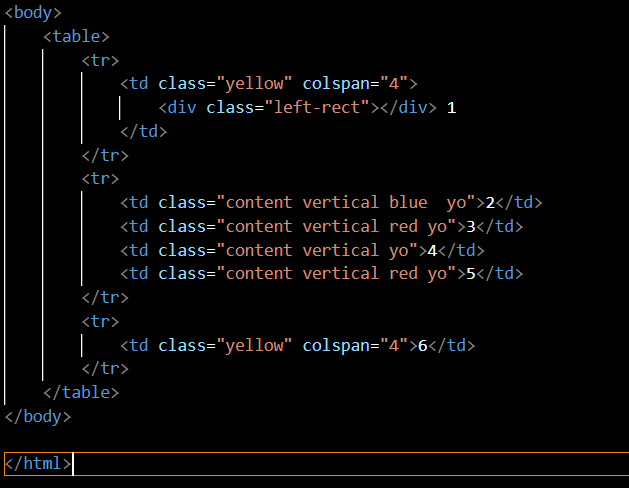 <body>
<table>
<tr>
<td class="yellow" colspan="4">
<div class="left-rect"></div> 1
</td>
</tr>
<tr>
<td class="content vertical blue  yo">2</td>
<td class="content vertical red yo">3</td>
<td class="content vertical yo">4</td>
<td class="content vertical red yo">5</td>
</tr>
<tr>
<td class="yellow" colspan="4">6</td>
</tr>
</table>
</body>
</html>